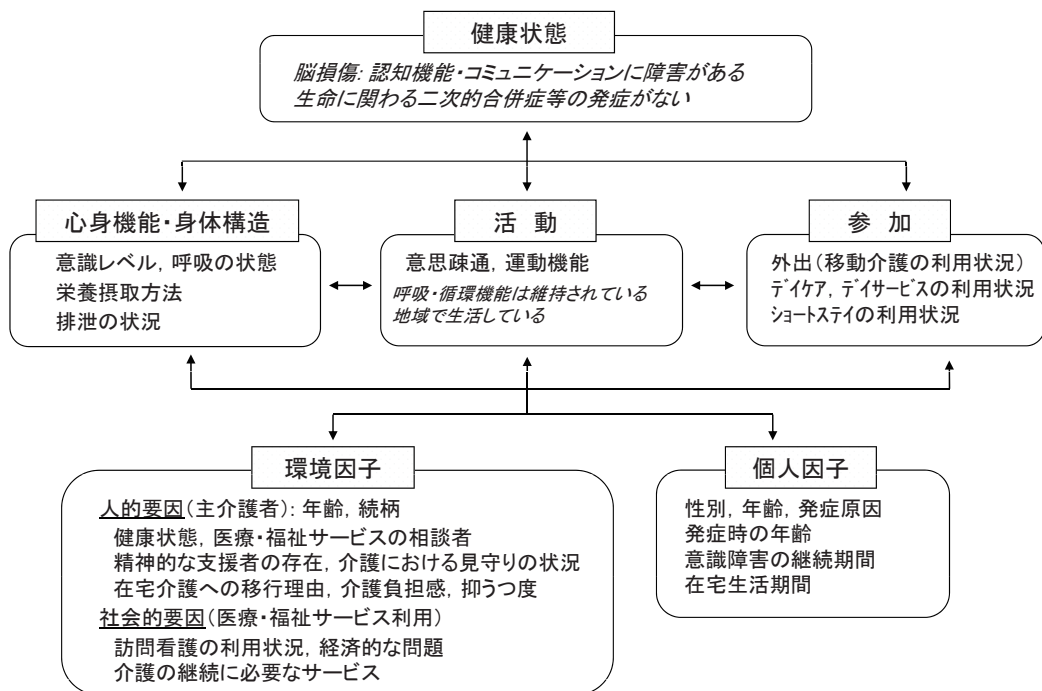 健康状態
脳損傷: 認知機能・コミュニケーションに障害がある
生命に関わる二次的合併症等の発症がない
心身機能・身体構造
意識レベル, 呼吸の状態
栄養摂取方法
排泄の状況
活 動
意思疎通, 運動機能
呼吸・循環機能は維持されている
地域で生活している
参 加
外出(移動介護の利用状況)
ﾃﾞｲｹｱ, ﾃﾞｲｻｰﾋﾞｽの利用状況
ｼｮｰﾄｽﾃｲの利用状況
環境因子
人的要因(主介護者): 年齢, 続柄
健康状態, 医療・福祉サービスの相談者
精神的な支援者の存在, 介護における見守りの状況
在宅介護への移行理由, 介護負担感, 抑うつ度
社会的要因(医療・福祉サービス利用)
訪問看護の利用状況, 経済的な問題
介護の継続に必要なサービス
個人因子
性別, 年齢, 発症原因
発症時の年齢
意識障害の継続期間
在宅生活期間